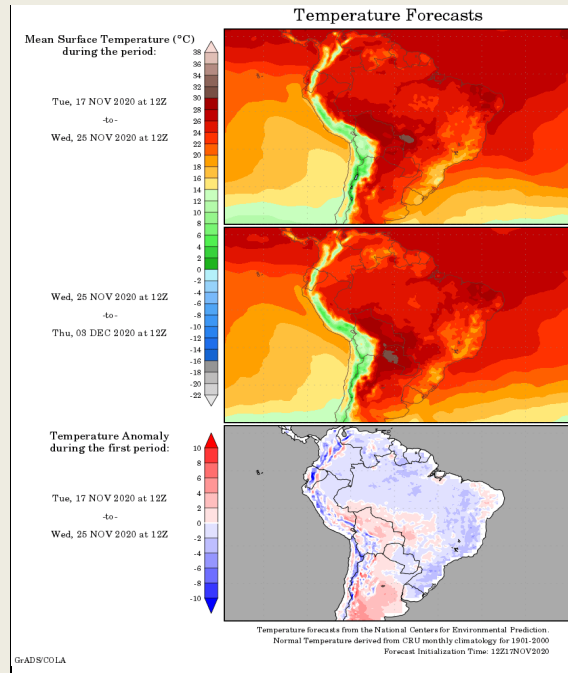 Temperature Forecasts
Mean Surface Temperature (°C)
during the period:
Tue, 17 NOV 2020 at 12Z
-to-
Wed, 25 NOV 2020 at 12Z
38
36
34
32
30
28
26
24
22
20
18
16
14
12
10
8
6
4
2
0
-2
-4
-6
-8
-10
-12
-14
-16
-18
-20
-22
Wed, 25 NOV 2020 at 12Z
-to-
Thu, 03 DEC 2020 at 12Z
Temperature Anomaly
during the first period:
Tue, 17 NOV 2020 at 12Z
-to-
Wed, 25 NOV 2020 at 12Z
10
8
6
4
2
0
-2
-4
-6
-8
-10
Temperature forecasts from the National Centers for Environmental Prediction.
Normal Temperature derived from CRU monthly climatology for 1901-2000
Forecast Initialization Time: 12Z17NOV2020
GrADS/COLA